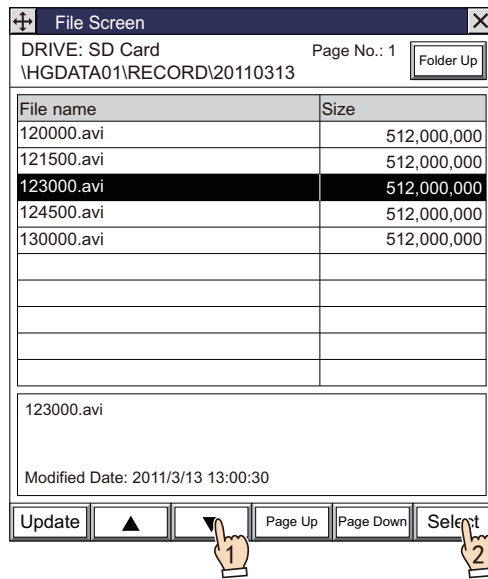 File Screen
DRIVE: SD Card Page No.: 1
Folder Up
\HGDATA01\RECORD\20110313
File name Size
120000.avi 512,000,000
121500.avi 512,000,000
123000.avi 512,000,000
124500.avi 512,000,000
130000.avi 512,000,000
123000.avi
Modified Date: 2011/3/13 13:00:30
Update ▲ ▼ Page Up Page Down Select
1 2